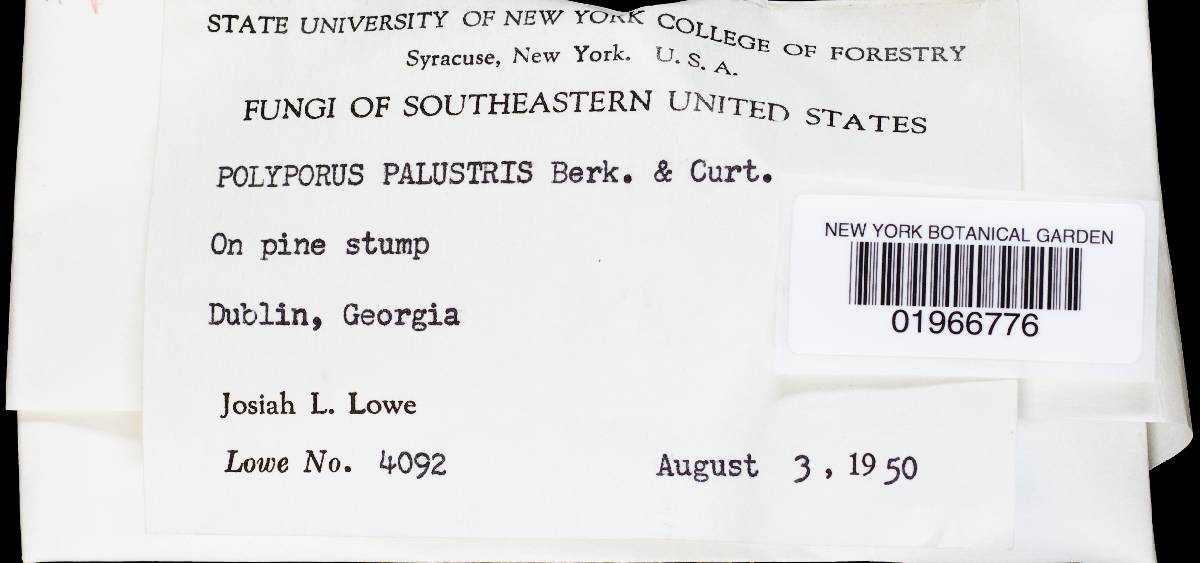 STATE UNIVERSITY OF NEW YORK COLLEGE OF FORESTRY
Syracuse, New York. U. S. A.
FUNGI OF SOUTHEASTERN UNITED STATES
POLYPORUS PALUSTRIS Berk. & Curt.
On pine stump
Dublin, Georgia
NEW YORK BOTANICAL GARDEN
01966776
Josiah L. Lowe
Lowe No. 4092
August 3, 1950